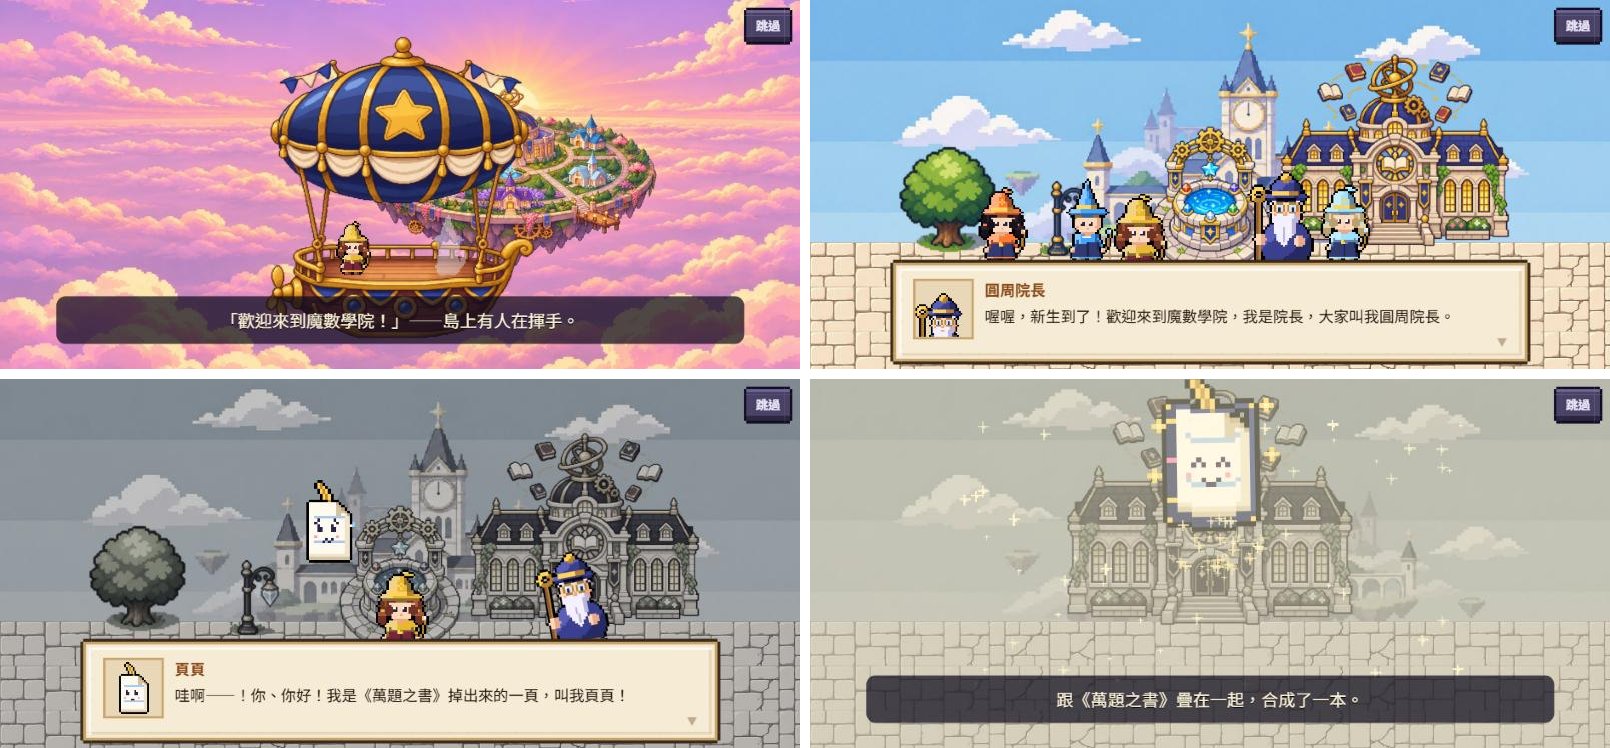 跳過
「歡迎來到魔數學院！」——島上有人在揮手。
跳過
圓周院長
喔喔，新生到了！歡迎來到魔數學院，我是院長，大家叫我圓周院長。
跳過
頁頁
哇啊——！你、你好！我是《萬題之書》掉出來的一頁，叫我頁頁！
跳過
跟《萬題之書》疊在一起，合成了一本。